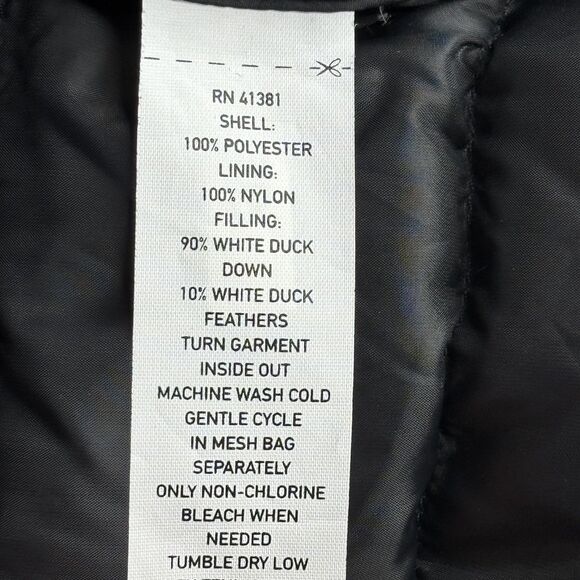 RN 41381
SHELL:
100% POLYESTER
LINING:
100% NYLON
FILLING:
90% WHITE DUCK
DOWN
10% WHITE DUCK
FEATHERS
TURN GARMENT
INSIDE OUT
MACHINE WASH COLD
GENTLE CYCLE
IN MESH BAG
SEPARATELY
ONLY NON-CHLORINE
BLEACH WHEN
NEEDED
TUMBLE DRY LOW